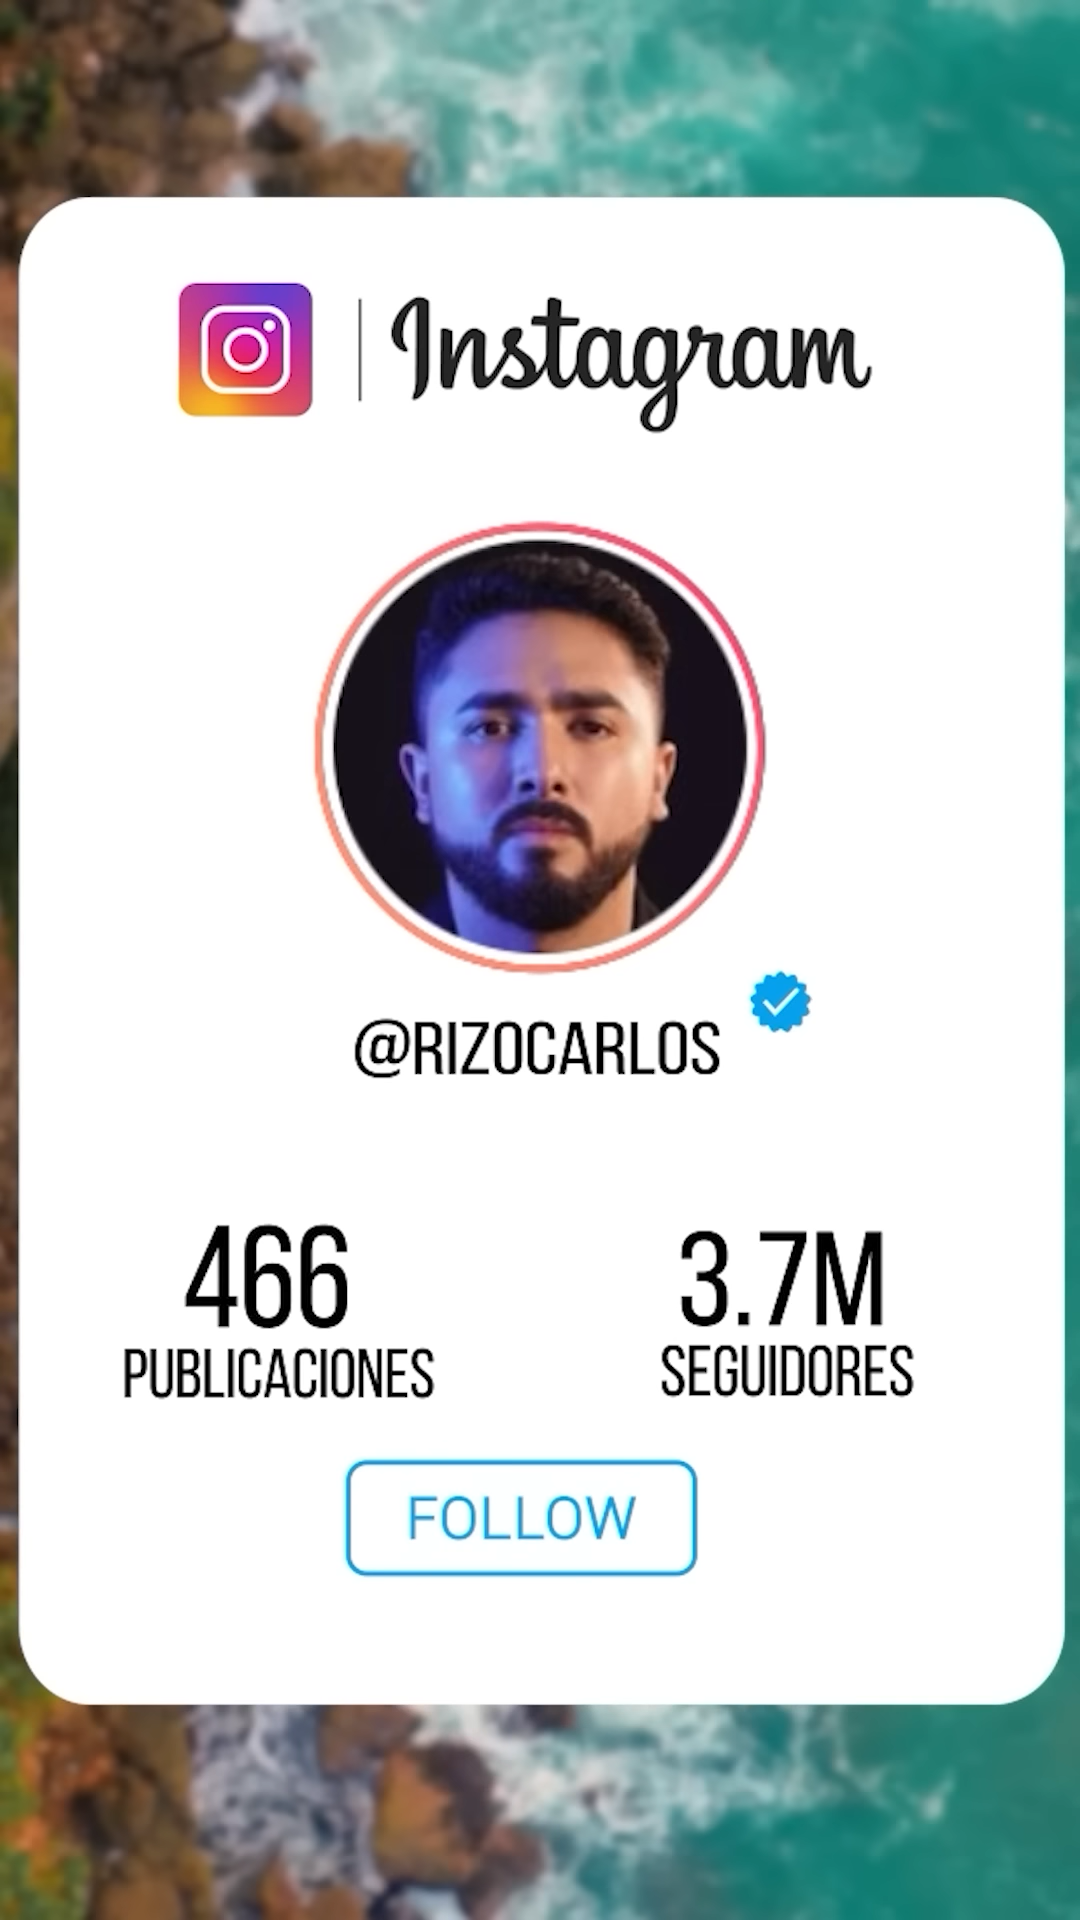 Instagram
@RIZOCARLOS
466
PUBLICACIONES
3.7M
SEGUIDORES
FOLLOW